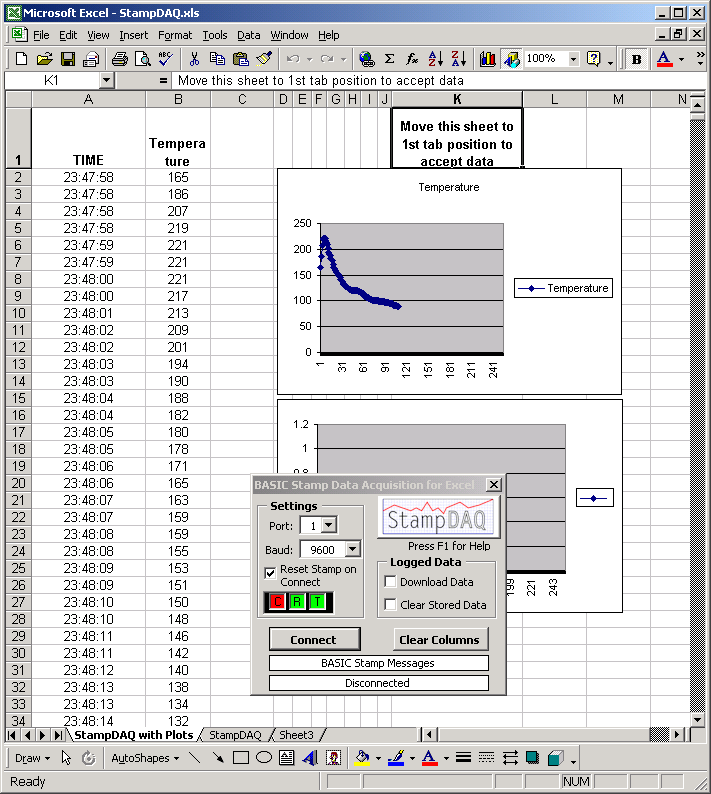 Microsoft Excel - StampDAQ.xls
File Edit View Insert Format Tools Data Window Help
100% B A
K1 = Move this sheet to 1st tab position to accept data
A B C D E F G H I J K L M N
1 TIME Tempera
ture
Move this sheet to
1st tab position to
accept data
2 23:47:58 165
3 23:47:58 186
4 23:47:58 207
5 23:47:58 219
6 23:47:59 221
7 23:47:59 221
8 23:48:00 221
9 23:48:00 217
10 23:48:01 213
11 23:48:02 209
12 23:48:02 201
13 23:48:03 194
14 23:48:03 190
15 23:48:04 188
16 23:48:04 182
17 23:48:05 180
18 23:48:05 178
19 23:48:06 171
20 23:48:06 165
21 23:48:07 163
22 23:48:07 159
23 23:48:08 159
24 23:48:08 155
25 23:48:09 153
26 23:48:09 151
27 23:48:10 150
28 23:48:10 148
29 23:48:11 146
30 23:48:11 142
31 23:48:12 140
32 23:48:13 138
33 23:48:13 134
34 23:48:14 132
Temperature
250
200
150
100
50
0
1 31 61 91 121 151 181 211 241
Temperature
1.2
1
0.8
199 221 243
BASIC Stamp Data Acquisition for Excel
Settings
Port: 1
Baud: 9600
Reset Stamp on
Connect
C R T
StampDAQ
Press F1 for Help
Logged Data
Download Data
Clear Stored Data
Connect Clear Columns
BASIC Stamp Messages
Disconnected
StampDAQ with Plots StampDAQ Sheet3
Draw AutoShapes
Ready NUM